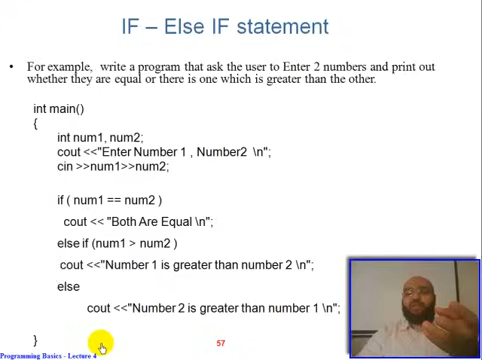 IF – Else IF statement
• For example, write a program that ask the user to Enter 2 numbers and print out
whether they are equal or there is one which is greater than the other.
int main()
{
int num1, num2;
cout <<"Enter Number 1 , Number2 \n";
cin >>num1>>num2;
if ( num1 == num2 )
cout << "Both Are Equal \n";
else if (num1 > num2 )
cout <<"Number 1 is greater than number 2 \n";
else
cout <<"Number 2 is greater than number 1 \n";
}
57
Programming Basics - Lecture 4